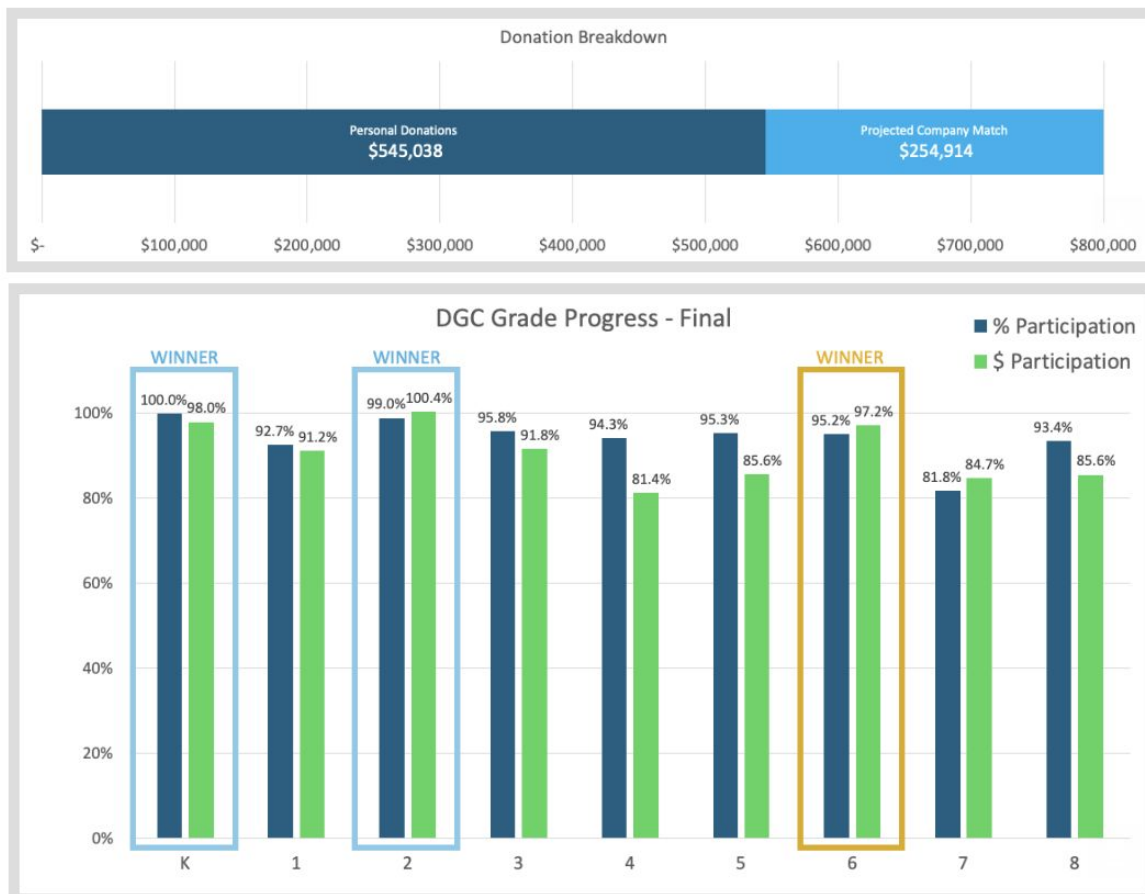 Donation Breakdown
Personal Donations
$545,038
Projected Company Match
$254,914
$- $100,000 $200,000 $300,000 $400,000 $500,000 $600,000 $700,000 $800,000
DGC Grade Progress - Final
% Participation
$ Participation
WINNER WINNER WINNER
100.0% 98.0% 92.7% 91.2% 99.0% 100.4% 95.8% 91.8% 94.3% 81.4% 95.3% 85.6% 95.2% 97.2% 81.8% 84.7% 93.4% 85.6%
100%
80%
60%
40%
20%
0%
K 1 2 3 4 5 6 7 8